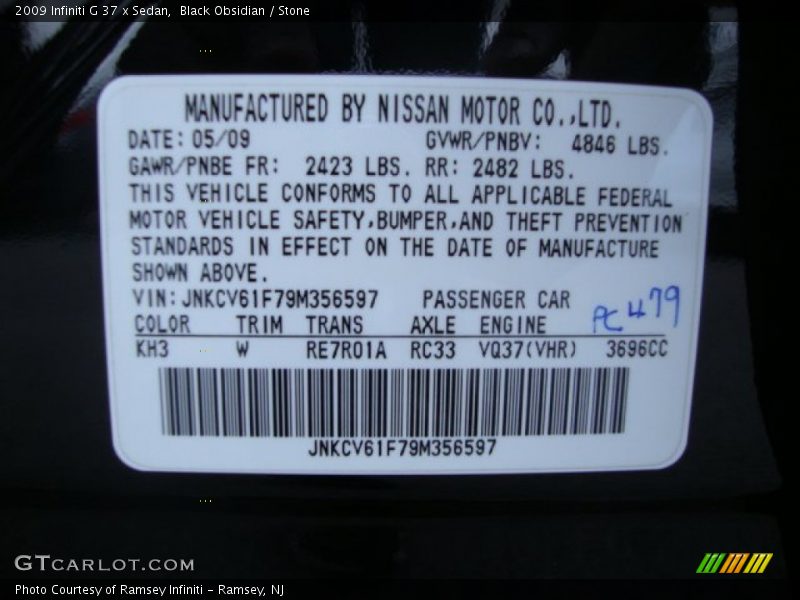 2009 Infiniti G 37 x Sedan,  Black Obsidian / Stone
MANUFACTURED BY NISSAN MOTOR CO.,LTD.
DATE: 05/09 GVWR/PNBV: 4846 LBS.
GAWR/PNBE FR: 2423 LBS. RR: 2482 LBS.
THIS VEHICLE CONFORMS TO ALL APPLICABLE FEDERAL
MOTOR VEHICLE SAFETY,BUMPER,AND THEFT PREVENTION
STANDARDS IN EFFECT ON THE DATE OF MANUFACTURE
SHOWN ABOVE.
VIN: JNKCV61F79M356597 PASSENGER CAR
PC 479
COLOR TRIM TRANS AXLE ENGINE
KH3 W RE7R01A RC33 VQ37(VHR) 3696CC
JNKCV61F79M356597
GTCARLOT.COM
Photo Courtesy of Ramsey Infiniti - Ramsey, NJ